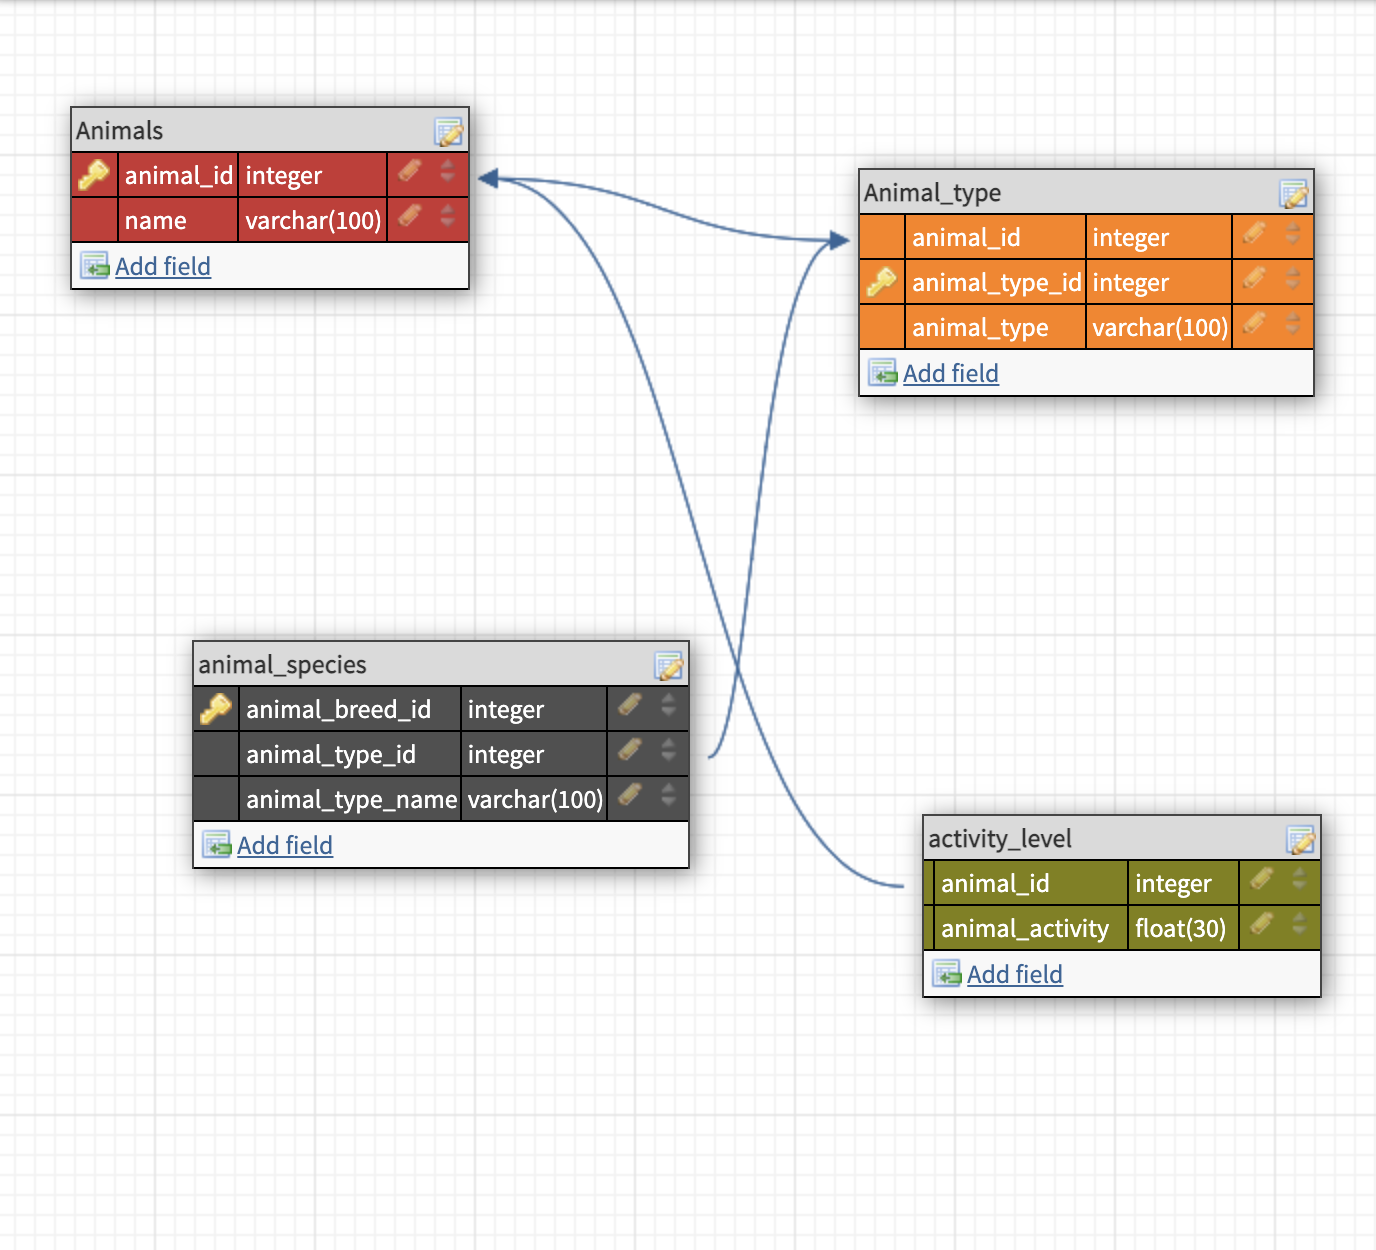 Animals
animal_id integer
name varchar(100)
Add field
Animal_type
animal_id integer
animal_type_id integer
animal_type varchar(100)
Add field
animal_species
animal_breed_id integer
animal_type_id integer
animal_type_name varchar(100)
Add field
activity_level
animal_id integer
animal_activity float(30)
Add field